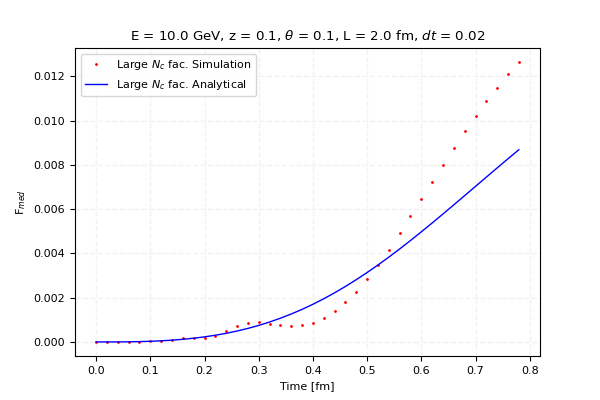 E = 10.0 GeV, z = 0.1, θ = 0.1, L = 2.0 fm, dt = 0.02
Large N_c fac. Simulation
Large N_c fac. Analytical
F_med
0.012
0.010
0.008
0.006
0.004
0.002
0.000
0.0 0.1 0.2 0.3 0.4 0.5 0.6 0.7 0.8
Time [fm]